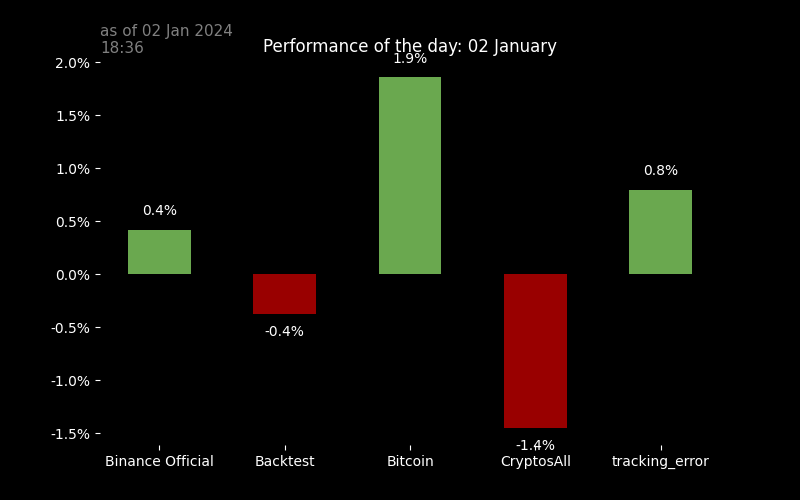 as of 02 Jan 2024
18:36
Performance of the day: 02 January
2.0%
1.5%
1.0%
0.5%
0.0%
-0.5%
-1.0%
-1.5%
0.4%
-0.4%
1.9%
-1.4%
0.8%
Binance Official
Backtest
Bitcoin
CryptosAll
tracking_error